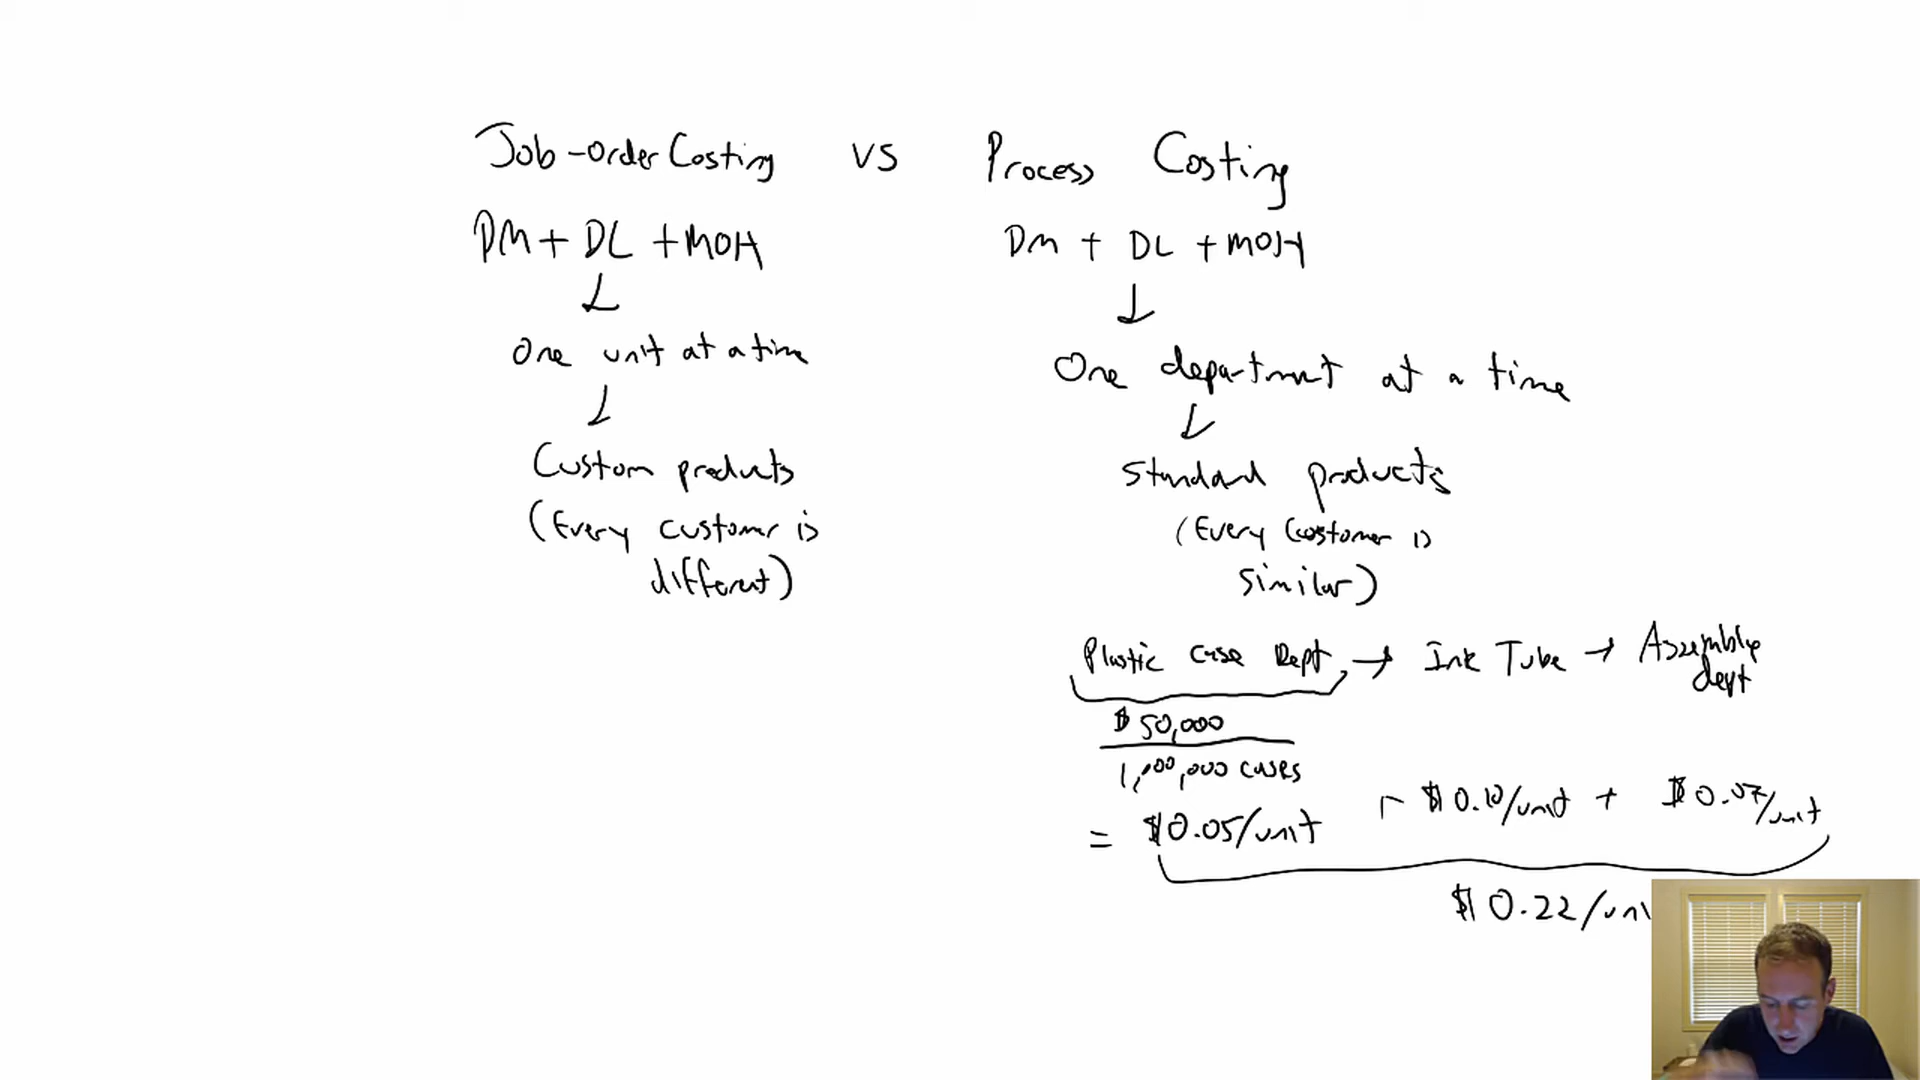 Job-Order Costing vs Process Costing
DM + DL + MOH
DM + DL + MOH
One unit at a time
One department at a time
Custom products
Standard products
(Every customer is
different)
(Every Customer is
similar)
Plastic Case Dept → Ink Tube → Assembly
dept
$50,000
1,000,000 cases
= $0.05/unit + $0.10/unit + $0.07/unit
$0.22/uni